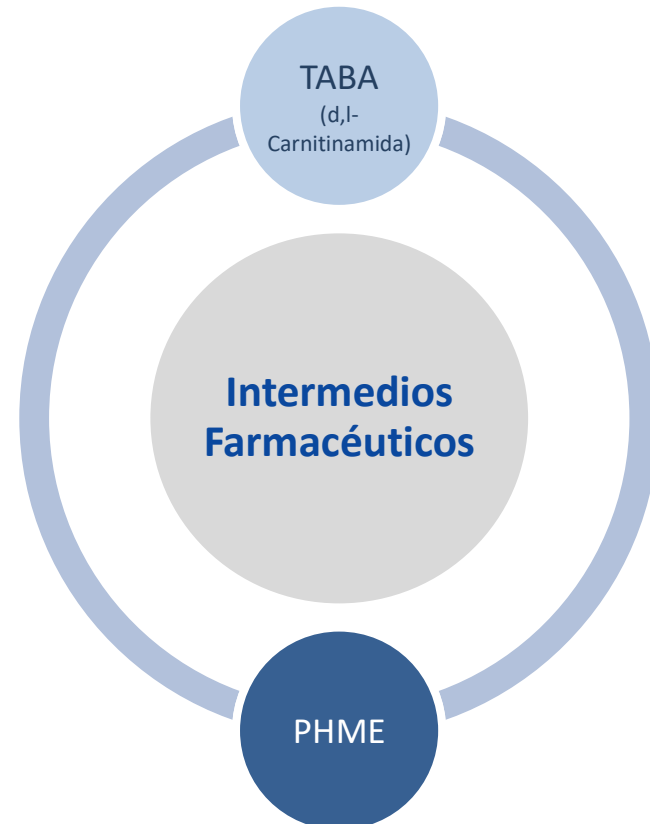 TABA
(d,l-
Carnitinamida)
Intermedios
Farmacéuticos
PHME